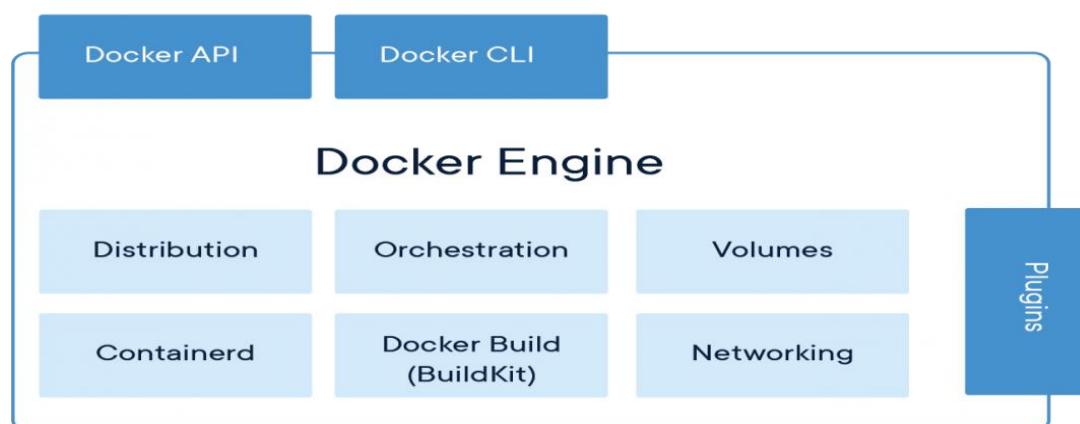 Docker API
Docker CLI
Docker Engine
Distribution
Orchestration
Volumes
Containerd
Docker Build
(BuildKit)
Networking
Plugins